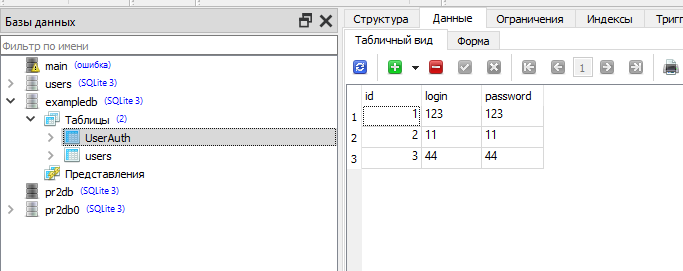 Базы данных
Фильтр по имени
main (ошибка)
users (SQLite 3)
exampledb (SQLite 3)
Таблицы (2)
UserAuth
users
Представления
pr2db (SQLite 3)
pr2db0 (SQLite 3)
Структура Данные Ограничения Индексы Тригг
Табличный вид Форма
1
id login password
1 1 123 123
2 2 11 11
3 3 44 44